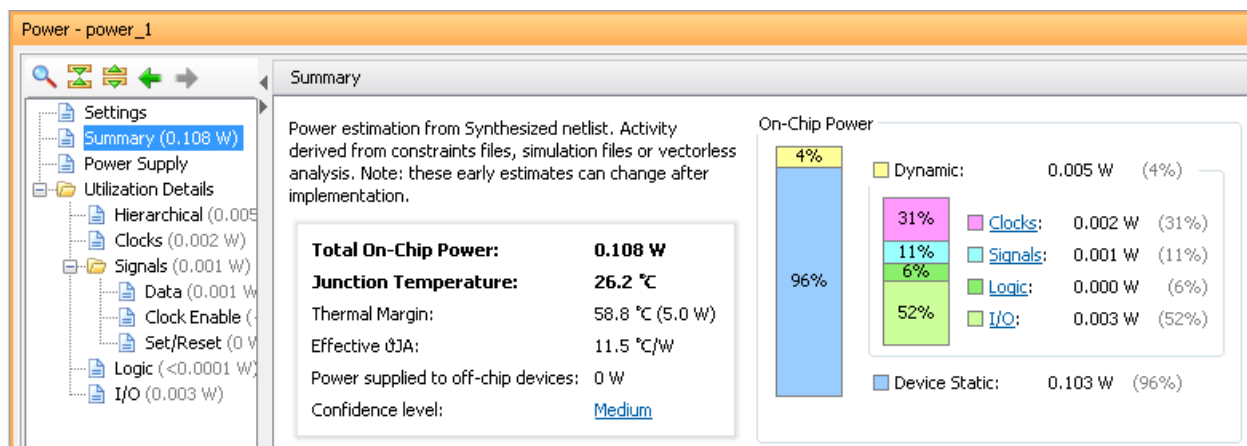 Power - power_1
Summary
Settings
Summary (0.108 W)
Power Supply
Utilization Details
Hierarchical (0.005
Clocks (0.002 W)
Signals (0.001 W)
Data (0.001 W
Clock Enable (
Set/Reset (0 W
Logic (<0.0001 W)
I/O (0.003 W)
Power estimation from Synthesized netlist. Activity
derived from constraints files, simulation files or vectorless
analysis. Note: these early estimates can change after
implementation.
Total On-Chip Power: 0.108 W
Junction Temperature: 26.2 °C
Thermal Margin: 58.8 °C (5.0 W)
Effective ϑJA: 11.5 °C/W
Power supplied to off-chip devices: 0 W
Confidence level: Medium
On-Chip Power
4%
96%
Dynamic: 0.005 W (4%)
31% Clocks: 0.002 W (31%)
11% Signals: 0.001 W (11%)
6% Logic: 0.000 W (6%)
52% I/O: 0.003 W (52%)
Device Static: 0.103 W (96%)